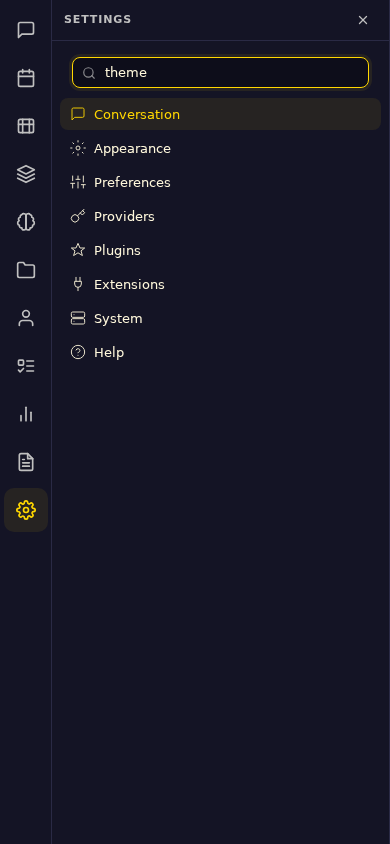 SETTINGS
theme
Conversation
Appearance
Preferences
Providers
Plugins
Extensions
System
Help